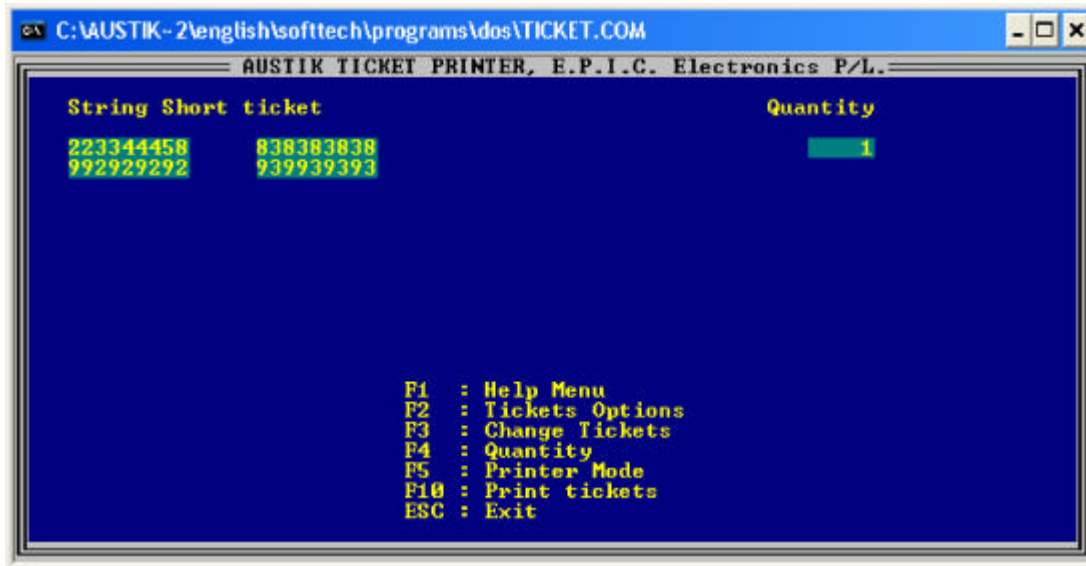 C:\AUSTIK~2\english\softtech\programs\dos\TICKET.COM
AUSTIK TICKET PRINTER, E.P.I.C. Electronics P/L.
String Short ticket Quantity
223344458 838383838 1
992929292 939939393
F1 : Help Menu
F2 : Tickets Options
F3 : Change Tickets
F4 : Quantity
F5 : Printer Mode
F10 : Print tickets
ESC : Exit